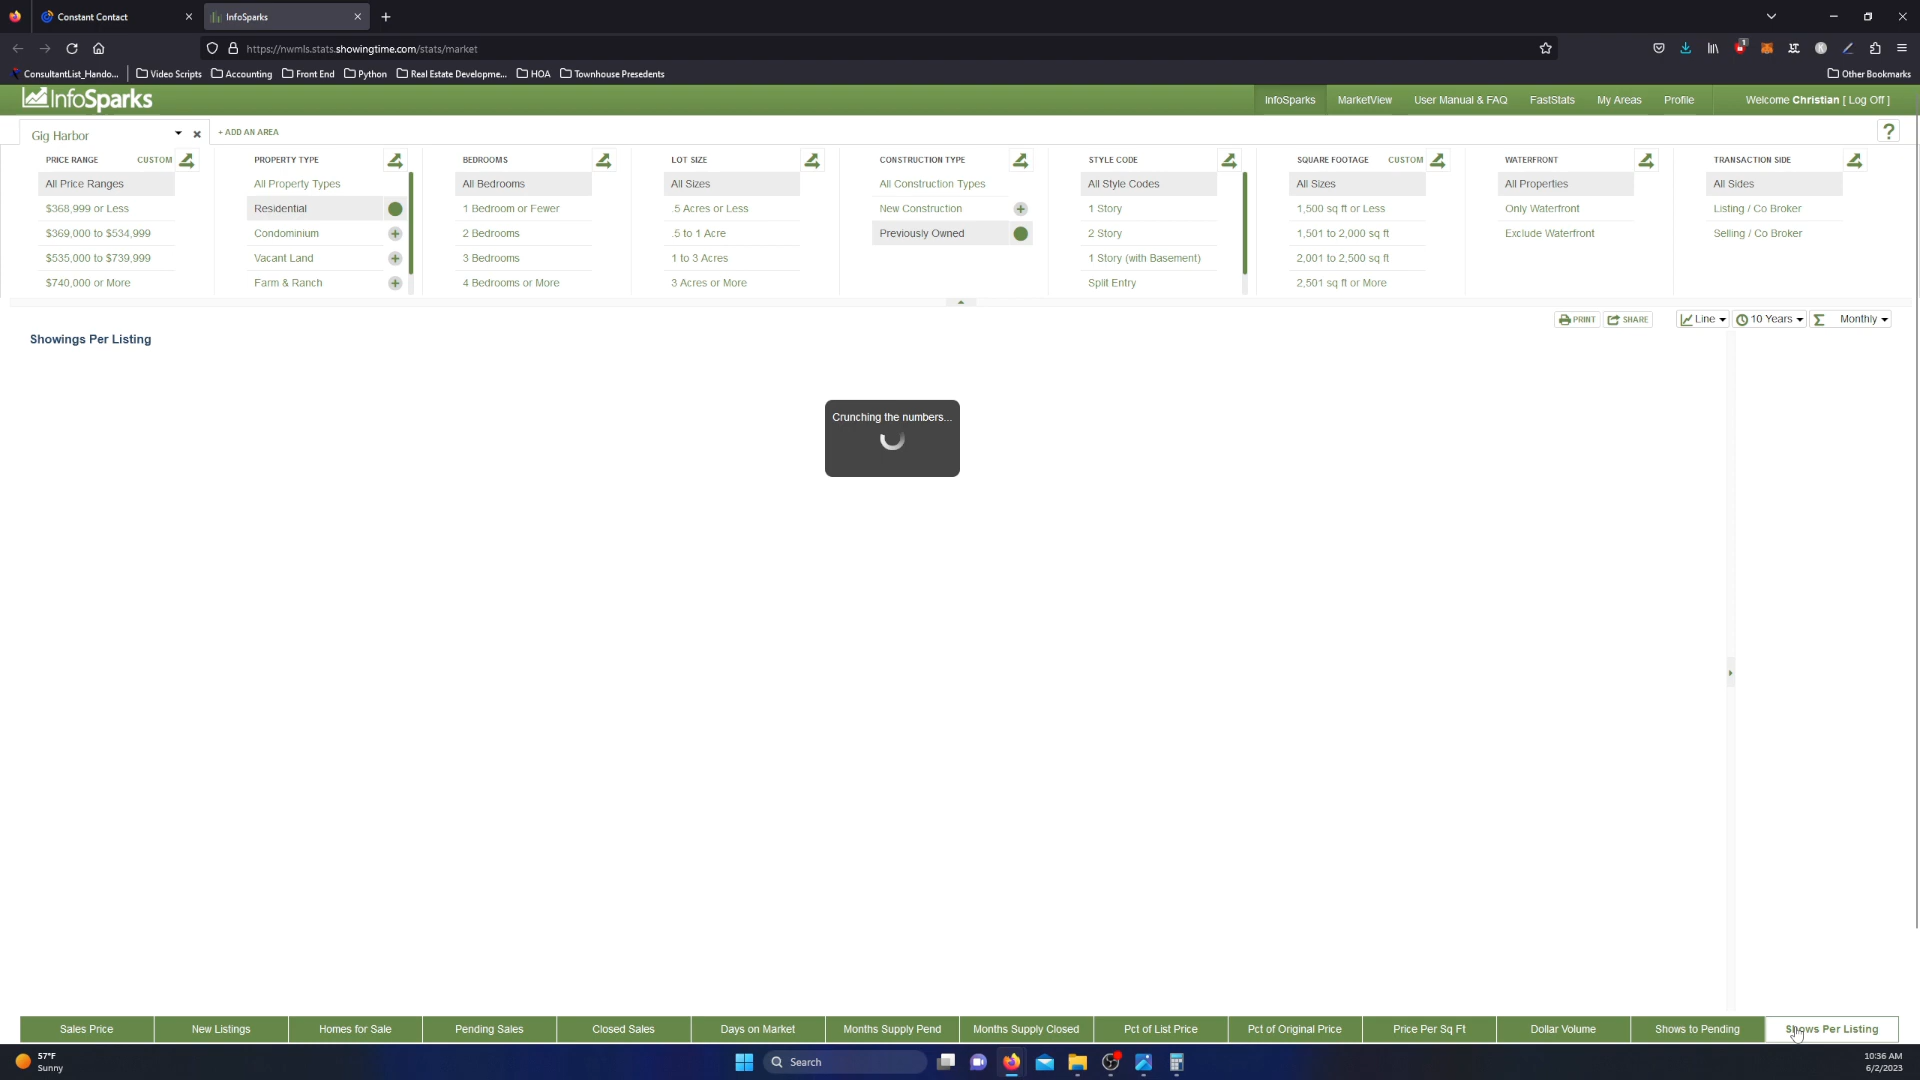 Constant Contact
InfoSparks
https://nwmls.stats.showingtime.com/stats/market
ConsultantList_Hando...
Video Scripts
Accounting
Front End
Python
Real Estate Developme...
HOA
Townhouse Presedents
Other Bookmarks
InfoSparks
InfoSparks
MarketView
User Manual & FAQ
FastStats
My Areas
Profile
Welcome Christian [ Log Off ]
Gig Harbor
+ ADD AN AREA
?
PRICE RANGE CUSTOM
All Price Ranges
$368,999 or Less
$369,000 to $534,999
$535,000 to $739,999
$740,000 or More
PROPERTY TYPE
All Property Types
Residential
Condominium
Vacant Land
Farm & Ranch
BEDROOMS
All Bedrooms
1 Bedroom or Fewer
2 Bedrooms
3 Bedrooms
4 Bedrooms or More
LOT SIZE
All Sizes
.5 Acres or Less
.5 to 1 Acre
1 to 3 Acres
3 Acres or More
CONSTRUCTION TYPE
All Construction Types
New Construction
Previously Owned
STYLE CODE
All Style Codes
1 Story
2 Story
1 Story (with Basement)
Split Entry
SQUARE FOOTAGE CUSTOM
All Sizes
1,500 sq ft or Less
1,501 to 2,000 sq ft
2,001 to 2,500 sq ft
2,501 sq ft or More
WATERFRONT
All Properties
Only Waterfront
Exclude Waterfront
TRANSACTION SIDE
All Sides
Listing / Co Broker
Selling / Co Broker
PRINT
SHARE
Line
10 Years
Monthly
Showings Per Listing
Crunching the numbers...
Sales Price
New Listings
Homes for Sale
Pending Sales
Closed Sales
Days on Market
Months Supply Pend
Months Supply Closed
Pct of List Price
Pct of Original Price
Price Per Sq Ft
Dollar Volume
Shows to Pending
Shows Per Listing
57°F
Sunny
Search
10:36 AM
6/2/2023